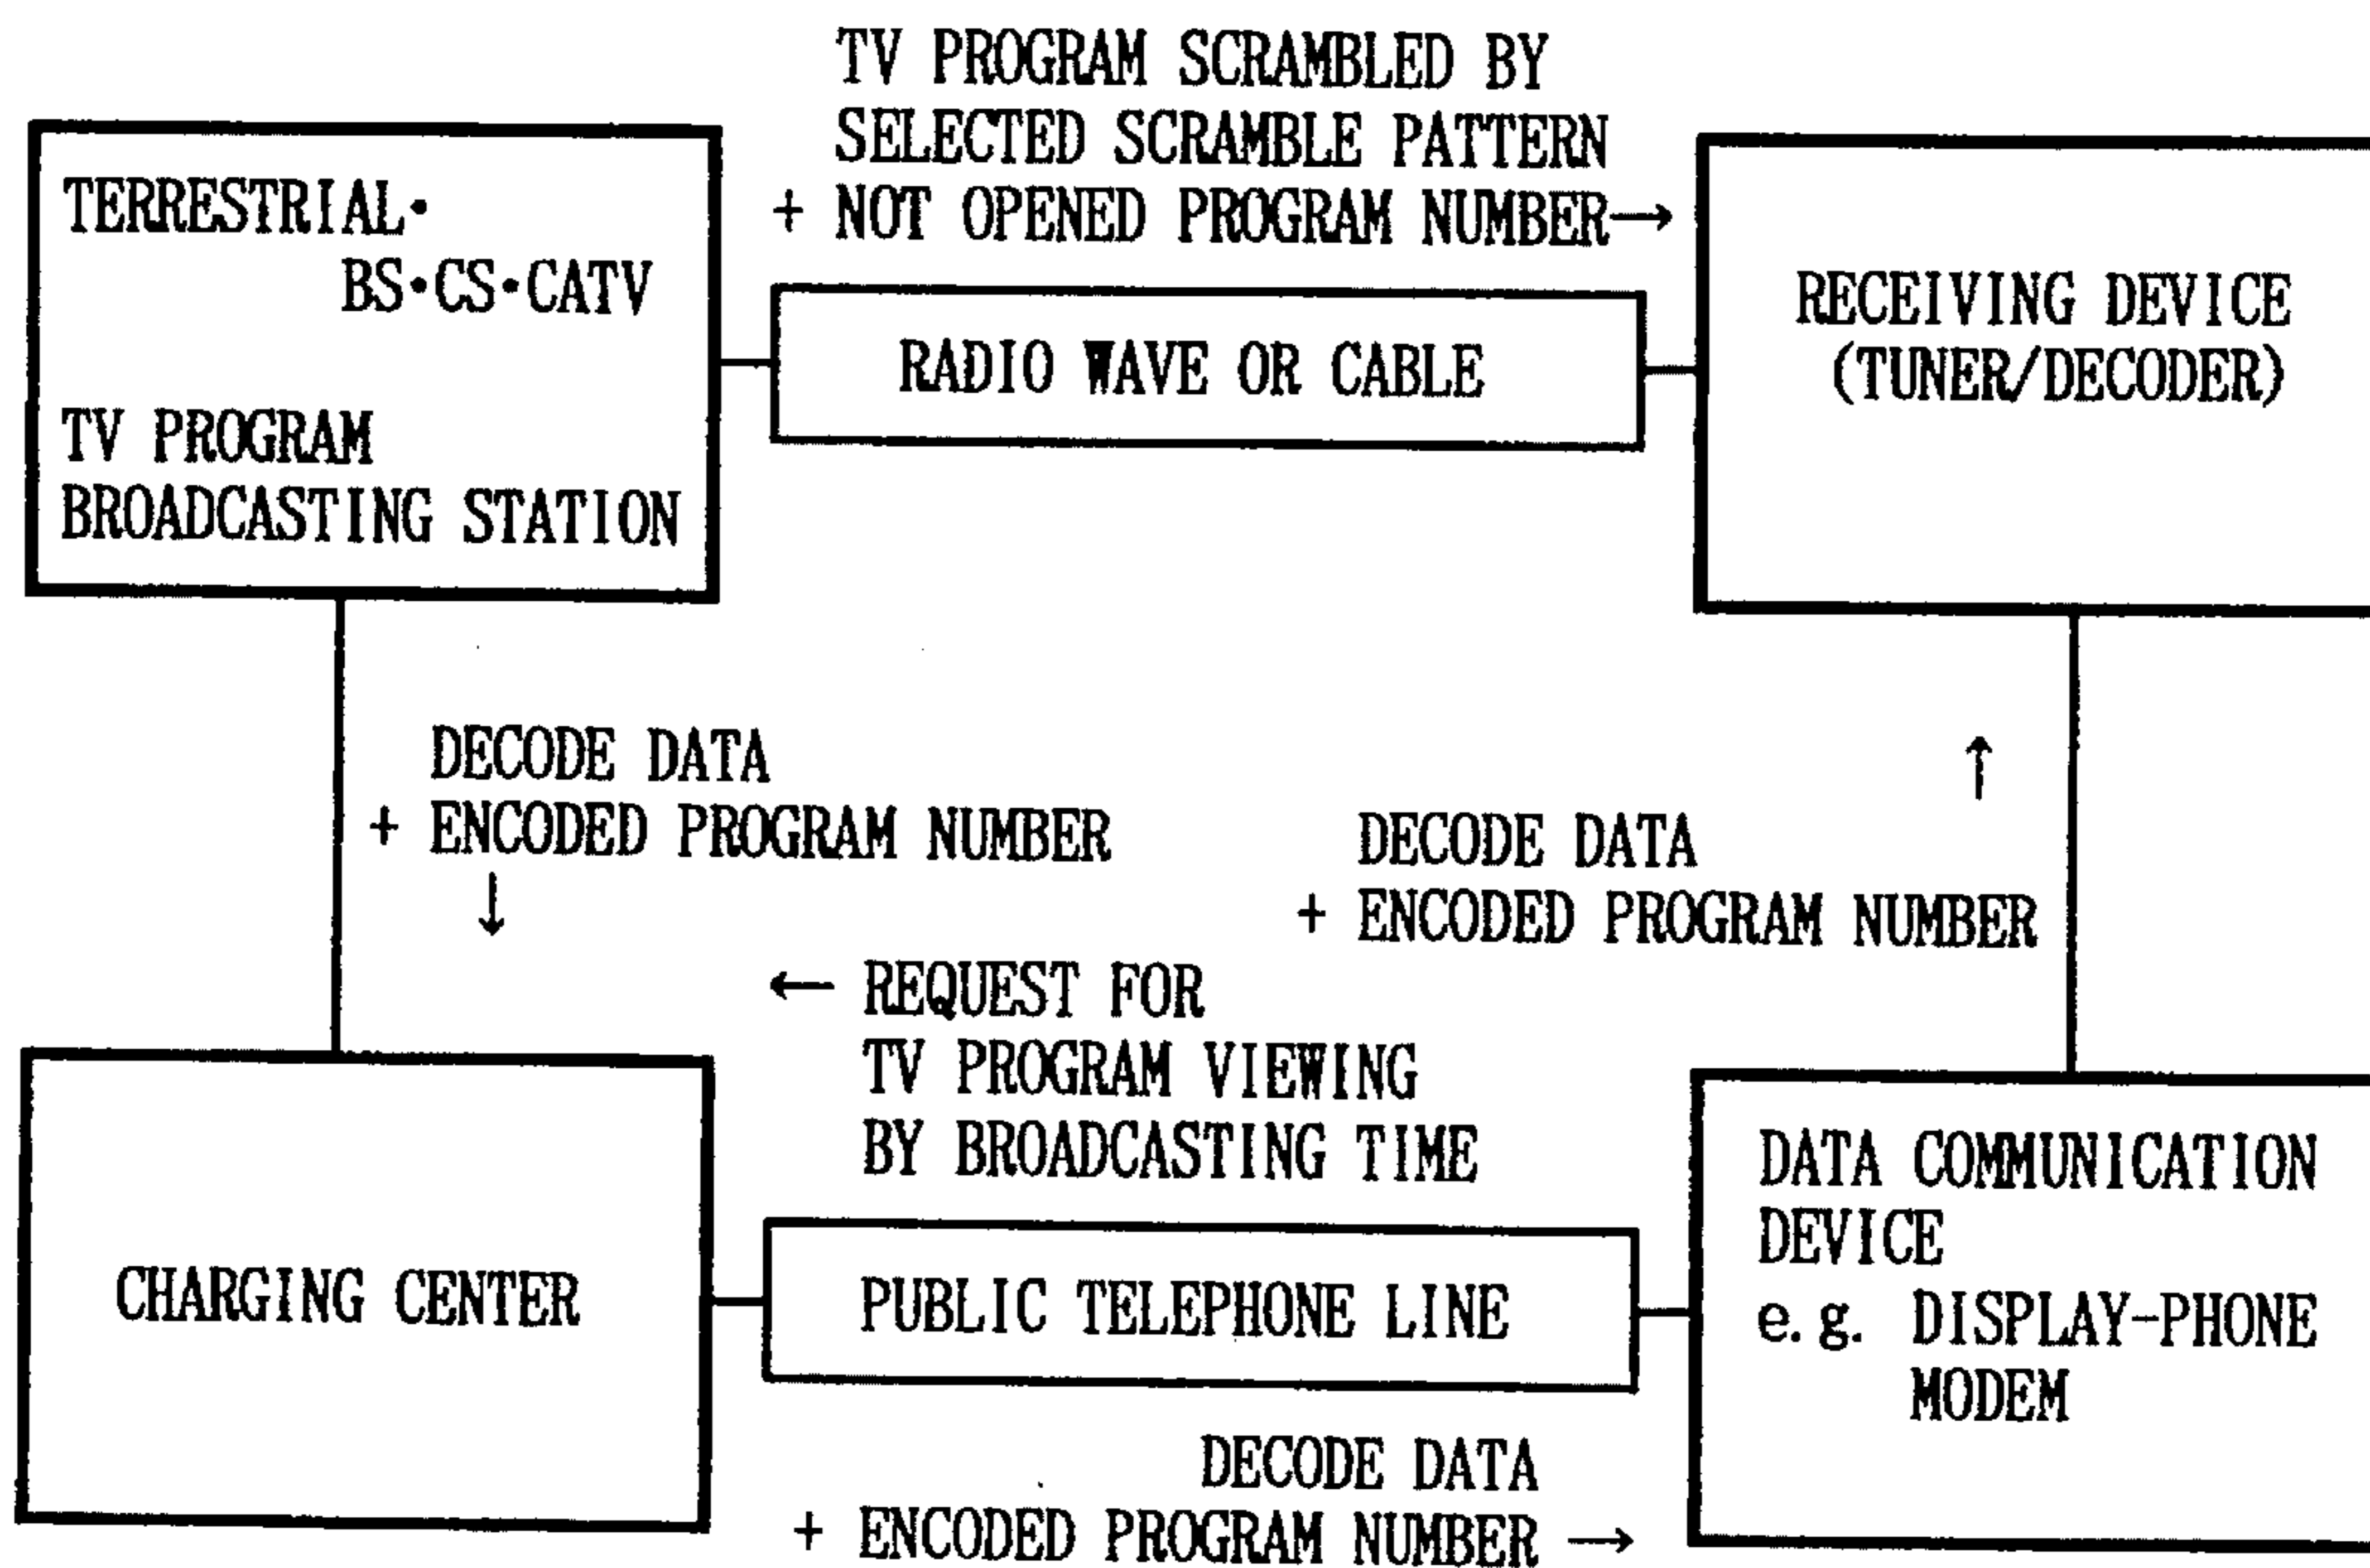 TV PROGRAM SCRAMBLED BY
SELECTED SCRAMBLE PATTERN
+ NOT OPENED PROGRAM NUMBER→
TERRESTRIAL・
BS・CS・CATV
TV PROGRAM
BROADCASTING STATION
RADIO WAVE OR CABLE
RECEIVING DEVICE
(TUNER/DECODER)
DECODE DATA
+ ENCODED PROGRAM NUMBER
↓
↑
DECODE DATA
+ ENCODED PROGRAM NUMBER
← REQUEST FOR
TV PROGRAM VIEWING
BY BROADCASTING TIME
CHARGING CENTER
PUBLIC TELEPHONE LINE
DATA COMMUNICATION
DEVICE
e.g. DISPLAY-PHONE
MODEM
DECODE DATA
+ ENCODED PROGRAM NUMBER →